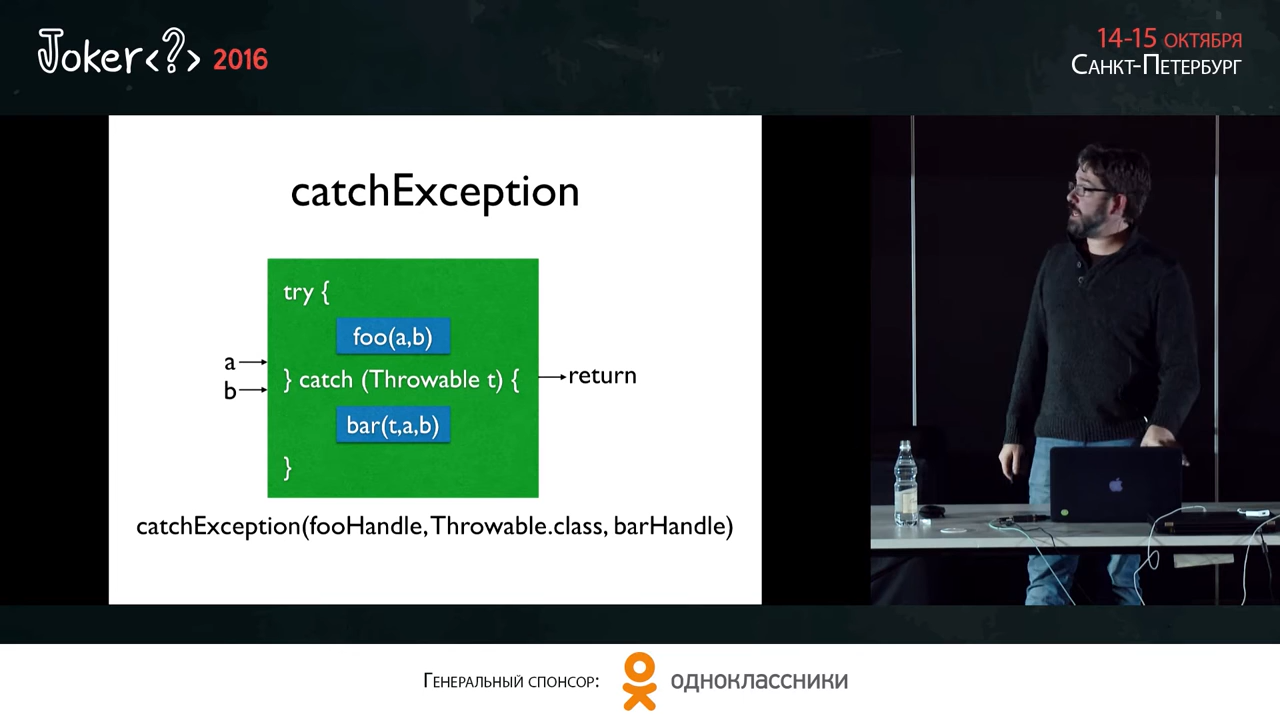 Joker<?> 2016
14-15 октября
Санкт-Петербург
catchException
try {
foo(a,b)
a
} catch (Throwable t) {
return
b
bar(t,a,b)
}
catchException(fooHandle, Throwable.class, barHandle)
Генеральный спонсор:
одноклассники